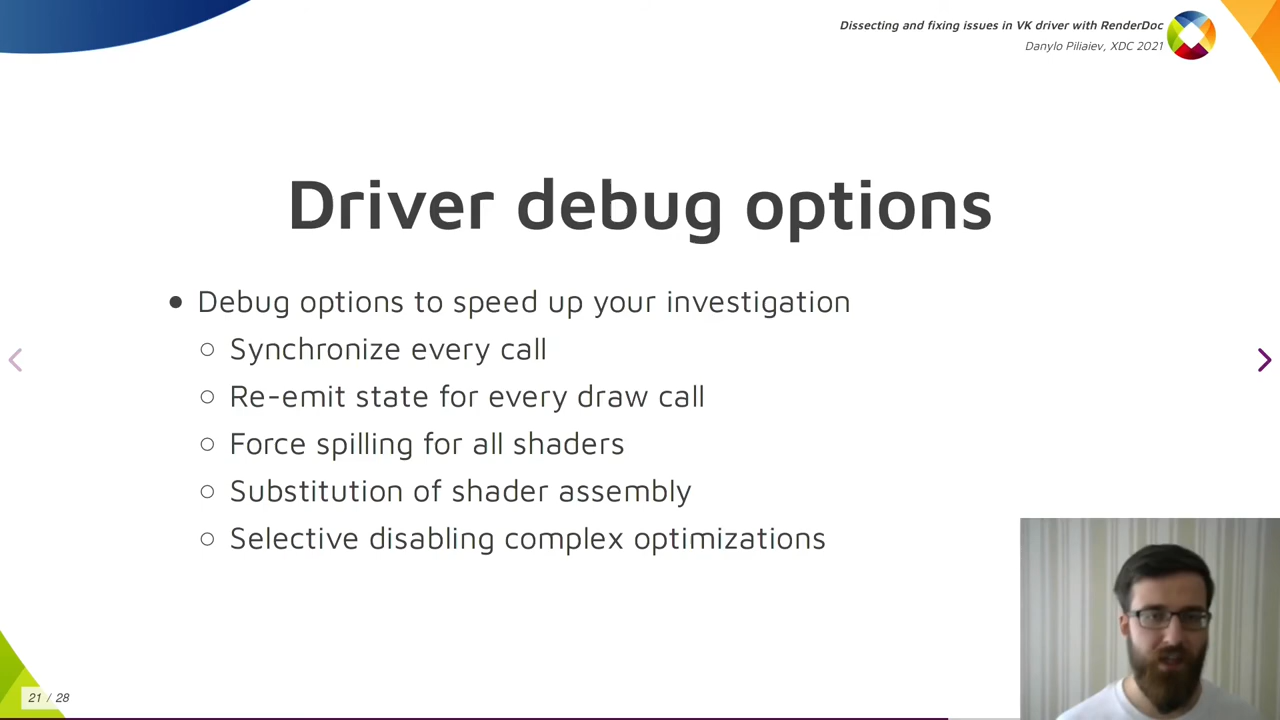 Dissecting and fixing issues in VK driver with RenderDoc
Danylo Piliaiev, XDC 2021
Driver debug options
Debug options to speed up your investigation
Synchronize every call
Re-emit state for every draw call
Force spilling for all shaders
Substitution of shader assembly
Selective disabling complex optimizations
21 / 28